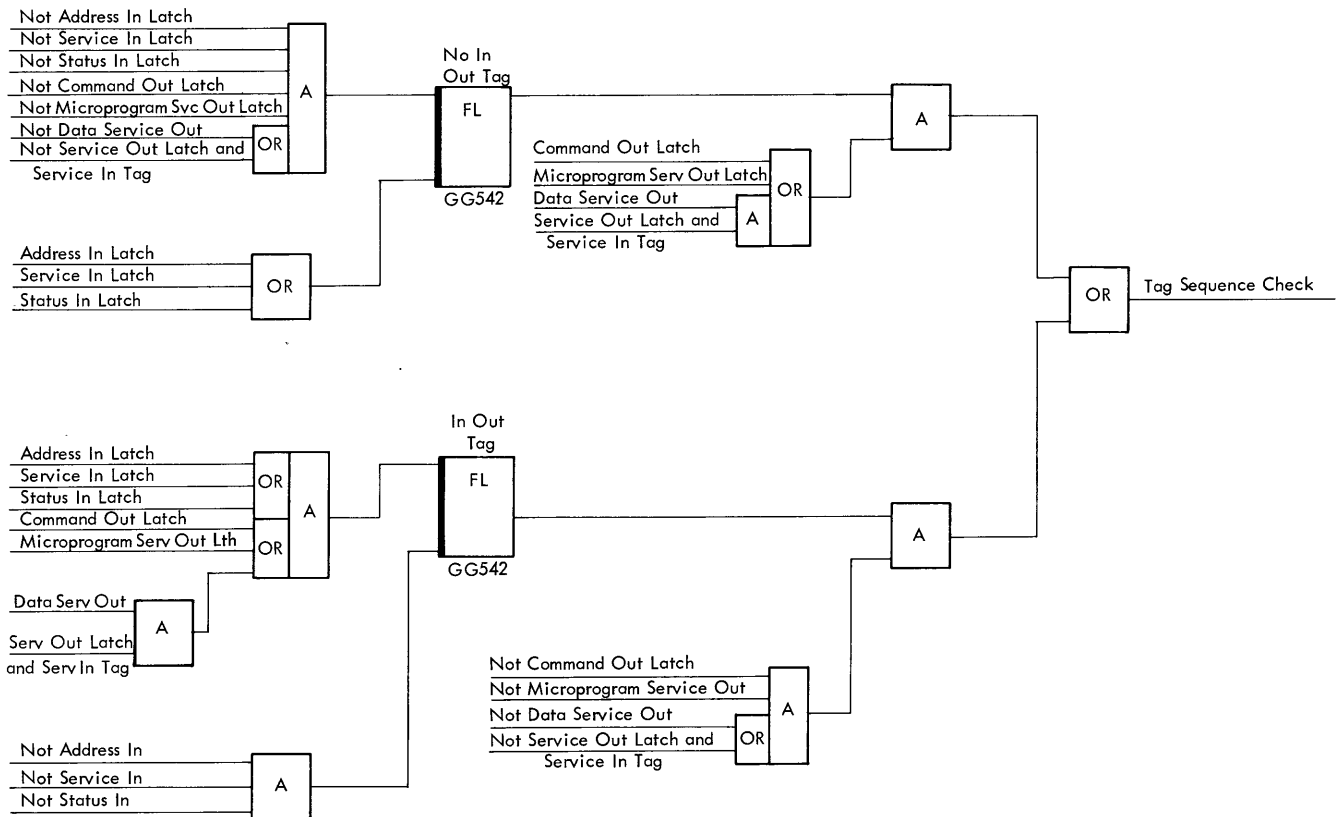 Not Address In Latch
Not Service In Latch
Not Status In Latch
Not Command Out Latch
Not Microprogram Svc Out Latch
Not Data Service Out
Not Service Out Latch and
Service In Tag
OR
A
No In
Out Tag
FL
GG542
Address In Latch
Service In Latch
Status In Latch
OR
Command Out Latch
Microprogram Serv Out Latch
Data Service Out
Service Out Latch and
Service In Tag
A
OR
A
OR
Tag Sequence Check
In Out
Tag
FL
GG542
Address In Latch
Service In Latch
Status In Latch
Command Out Latch
Microprogram Serv Out Lth
OR
OR
A
Data Serv Out
Serv Out Latch
and Serv In Tag
A
A
Not Command Out Latch
Not Microprogram Service Out
Not Data Service Out
Not Service Out Latch and
Service In Tag
OR
A
Not Address In
Not Service In
Not Status In
A